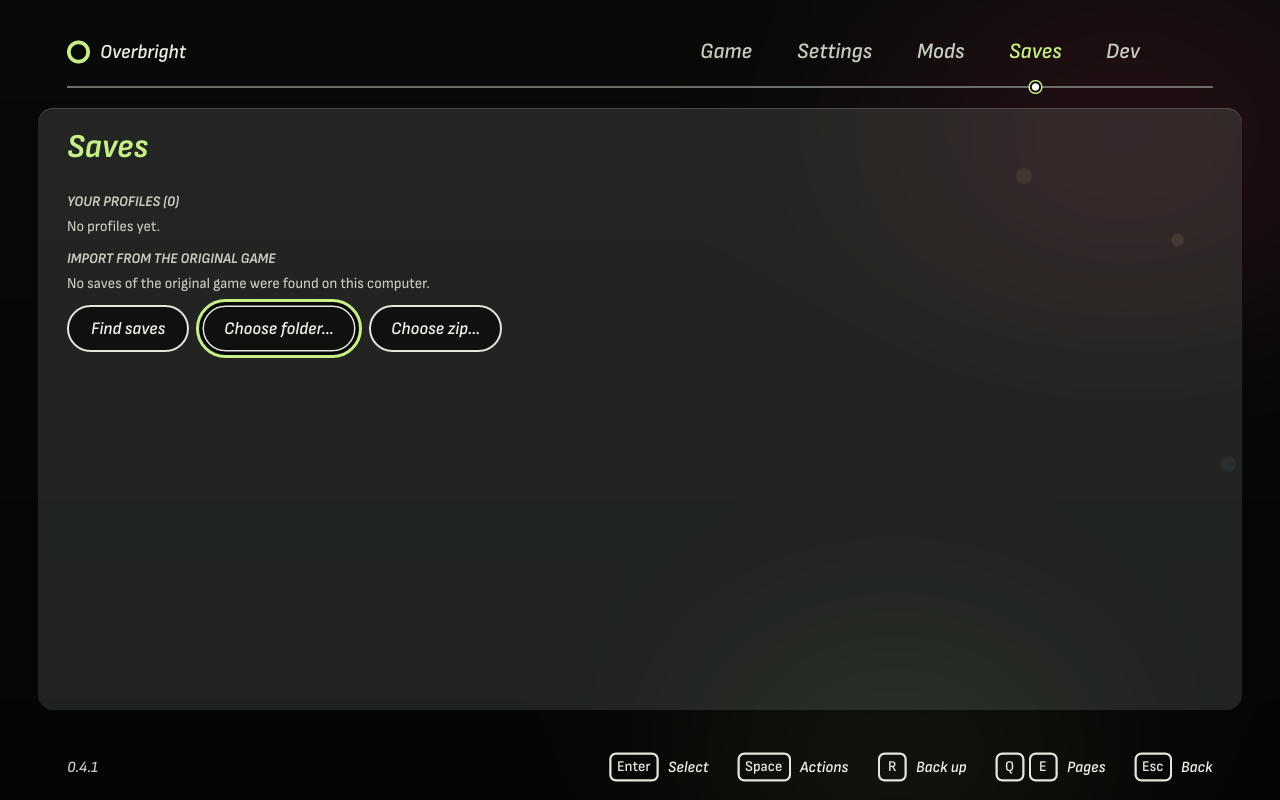 Overbright
Game Settings Mods Saves Dev
Saves
YOUR PROFILES (0)
No profiles yet.
IMPORT FROM THE ORIGINAL GAME
No saves of the original game were found on this computer.
Find saves Choose folder... Choose zip...
0.4.1 Enter Select Space Actions R Back up Q E Pages Esc Back